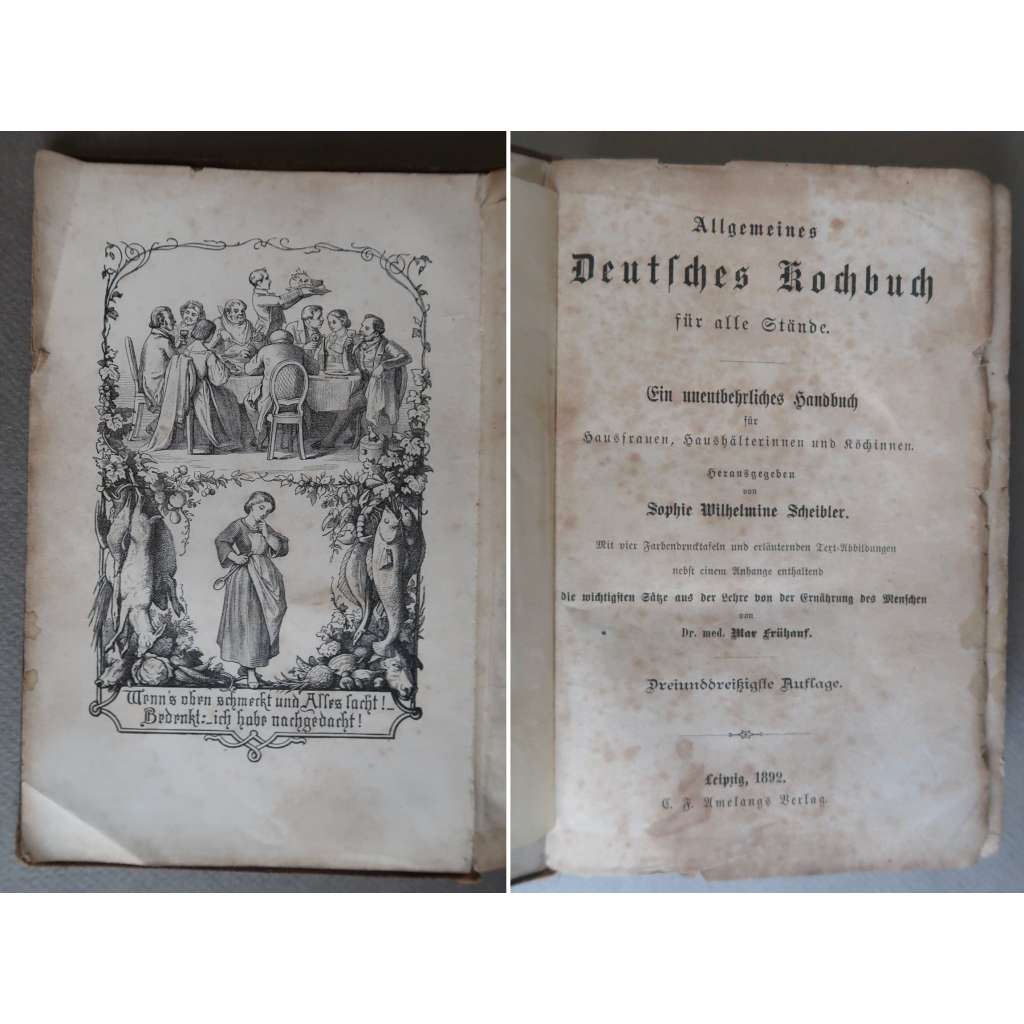 Wenn's oben schmeckt und Alles lacht!_
Bedenkt:_ich habe nachgedacht!
Allgemeines
Deutſches Kochbuch
für alle Stände.
Ein unentbehrliches Handbuch
für
Hausfrauen, Haushälterinnen und Köchinnen.
Herausgegeben
von
Sophie Wilhelmine Scheibler.
Mit vier Farbendrucktafeln und erläuternden Text-Abbildungen
nebſt einem Anhange enthaltend
die wichtigſten Sätze aus der Lehre von der Ernährung des Menſchen
von
Dr. med. Max Frühauf.
Dreiunddreißigſte Auflage.
Leipzig, 1892.
C. F. Amelangs Verlag.